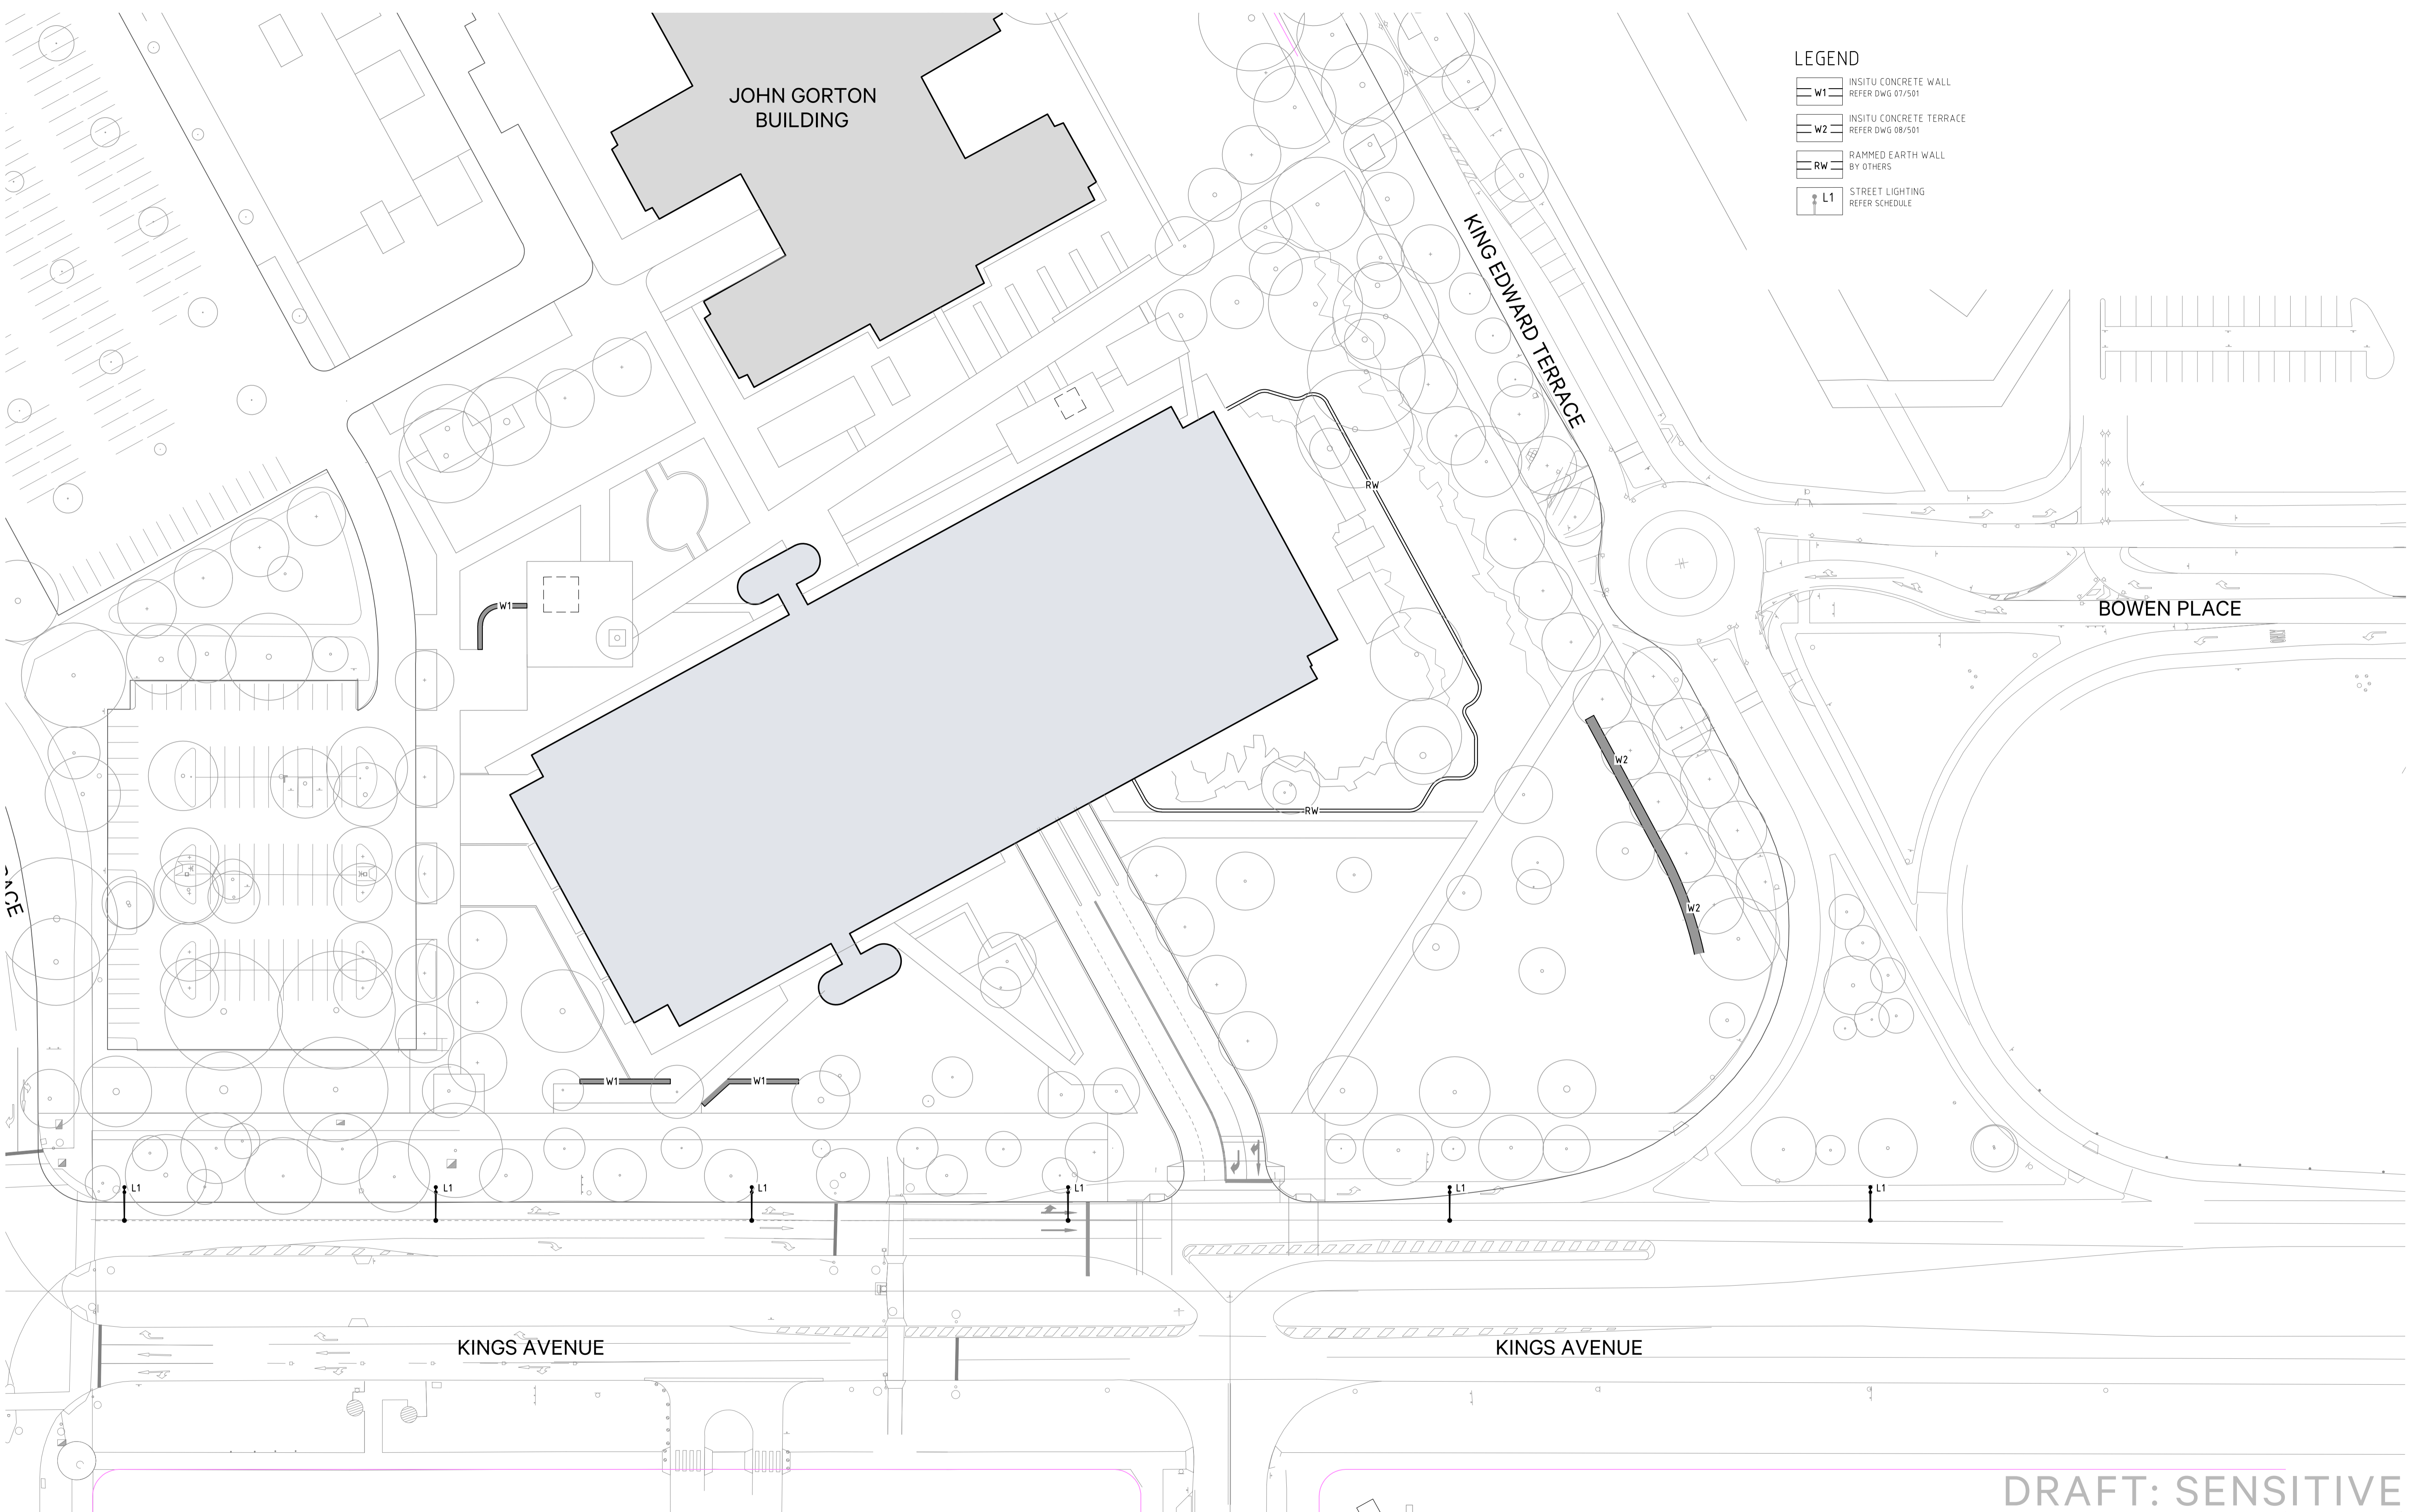 JOHN GORTON
BUILDING
LEGEND
W1
INSITU CONCRETE WALL
REFER DWG 07/501
W2
INSITU CONCRETE TERRACE
REFER DWG 08/501
RW
RAMMED EARTH WALL
BY OTHERS
L1
STREET LIGHTING
REFER SCHEDULE
KING EDWARD TERRACE
RW
W1
BOWEN PLACE
W2
RW
W2
W1
W1
L1
L1
L1
L1
L1
L1
KINGS AVENUE
KINGS AVENUE
DRAFT: SENSITIVE